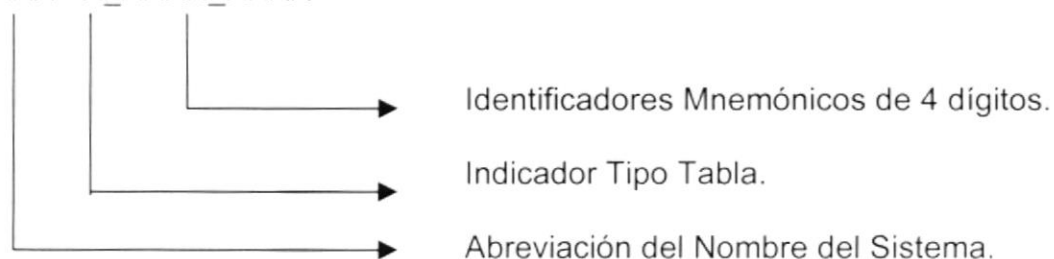 Identificadores Mnemónicos de 4 dígitos.
Indicador Tipo Tabla.
Abreviación del Nombre del Sistema.